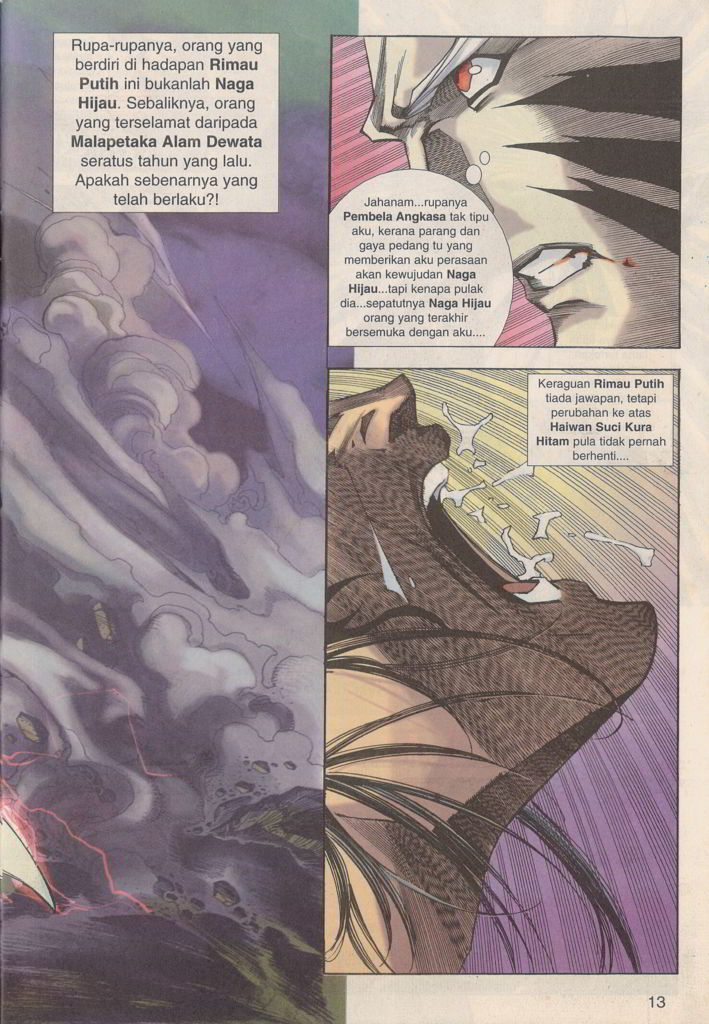 Rupa-rupanya, orang yang
berdiri di hadapan Rimau
Putih ini bukanlah Naga
Hijau. Sebaliknya, orang
yang terselamat daripada
Malapetaka Alam Dewata
seratus tahun yang lalu.
Apakah sebenarnya yang
telah berlaku?!
Jahanam...rupanya
Pembela Angkasa tak tipu
aku, kerana parang dan
gaya pedang tu yang
memberikan aku perasaan
akan kewujudan Naga
Hijau...tapi kenapa pulak
dia...sepatutnya Naga Hijau
orang yang terakhir
bersemuka dengan aku....
Keraguan Rimau Putih
tiada jawapan, tetapi
perubahan ke atas
Haiwan Suci Kura
Hitam pula tidak pernah
berhenti....
13